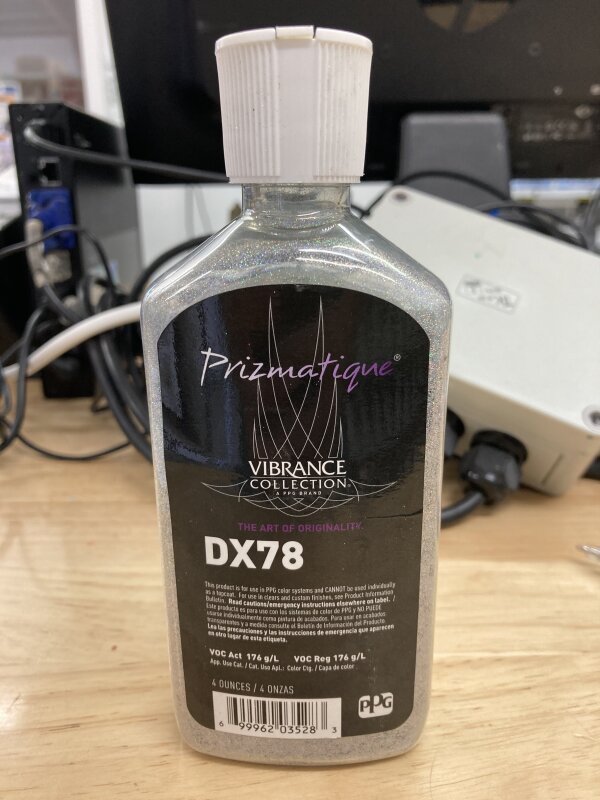 Prizmatique®
VIBRANCE
COLLECTION
A PPG BRAND
THE ART OF ORIGINALITY.
DX78
This product is for use in PPG color systems and CANNOT be used individually
as a topcoat. For use in clears and custom finishes, see Product Information
Bulletin. Read cautions/emergency instructions elsewhere on label. /
Este producto es para uso con los sistemas de color de PPG y NO PUEDE
usarse individualmente como pintura de acabados. Para usar en acabados
transparentes y a medida consulte el Boletín de Información del Producto.
Lea las precauciones y las instrucciones de emergencia que aparecen
en otro lugar de esta etiqueta.
VOC Act 176 g/L VOC Reg 176 g/L
App. Use Cat. / Cat. Uso Apl.: Color Ctg. / Capa de color
4 OUNCES / 4 ONZAS
6 99962 03528 3
PPG